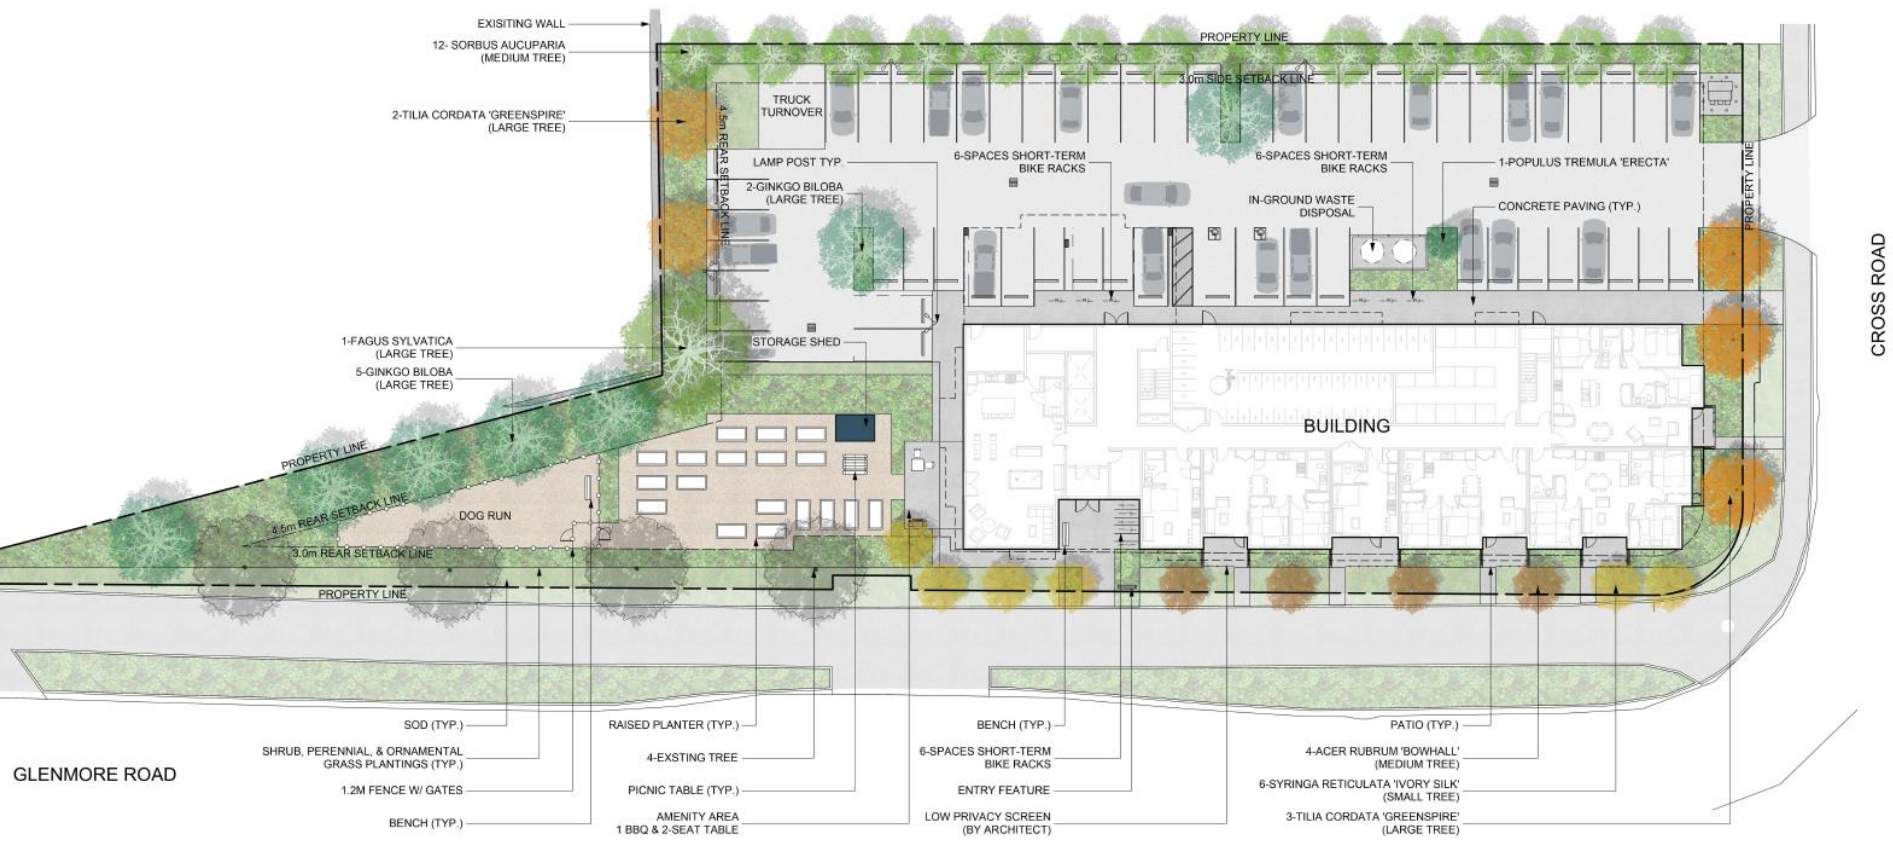 EXISITING WALL
12- SORBUS AUCUPARIA
(MEDIUM TREE)
PROPERTY LINE
3.0m SIDE SETBACK LINE
2-TILIA CORDATA 'GREENSPIRE'
(LARGE TREE)
TRUCK
TURNOVER
4.5m REAR SETBACK LINE
LAMP POST TYP.
6-SPACES SHORT-TERM
BIKE RACKS
6-SPACES SHORT-TERM
BIKE RACKS
1-POPULUS TREMULA 'ERECTA'
2-GINKGO BILOBA
(LARGE TREE)
IN-GROUND WASTE
DISPOSAL
CONCRETE PAVING (TYP.)
PROPERTY LINE
CROSS ROAD
1-FAGUS SYLVATICA
(LARGE TREE)
STORAGE SHED
5-GINKGO BILOBA
(LARGE TREE)
BUILDING
PROPERTY LINE
4.5m REAR SETBACK LINE
DOG RUN
3.0m REAR SETBACK LINE
PROPERTY LINE
SOD (TYP.)
RAISED PLANTER (TYP.)
BENCH (TYP.)
PATIO (TYP.)
SHRUB, PERENNIAL, & ORNAMENTAL
GRASS PLANTINGS (TYP.)
4-EXSTING TREE
6-SPACES SHORT-TERM
BIKE RACKS
4-ACER RUBRUM 'BOWHALL'
(MEDIUM TREE)
GLENMORE ROAD
1.2M FENCE W/ GATES
PICNIC TABLE (TYP.)
ENTRY FEATURE
6-SYRINGA RETICULATA 'IVORY SILK'
(SMALL TREE)
BENCH (TYP.)
AMENITY AREA
1 BBQ & 2-SEAT TABLE
LOW PRIVACY SCREEN
(BY ARCHITECT)
3-TILIA CORDATA 'GREENSPIRE'
(LARGE TREE)